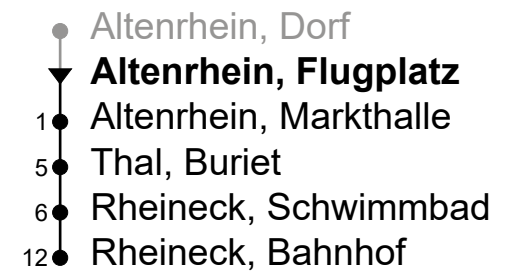 Altenrhein, Dorf
Altenrhein, Flugplatz
1 Altenrhein, Markthalle
5 Thal, Buriet
6 Rheineck, Schwimmbad
12 Rheineck, Bahnhof